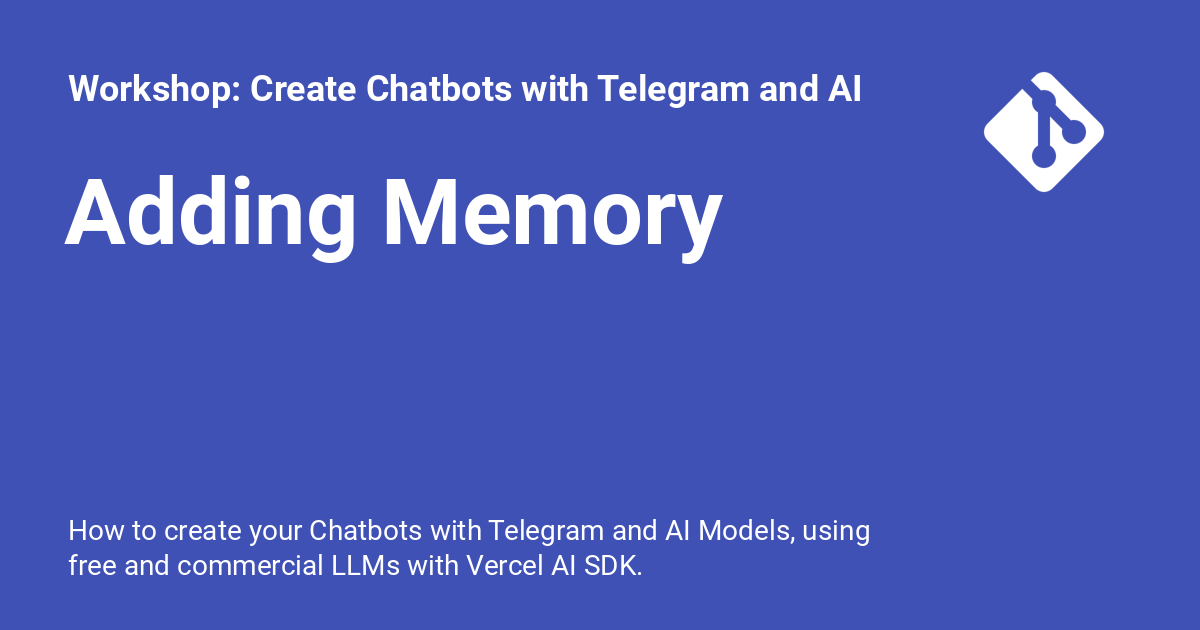 Workshop: Create Chatbots with Telegram and AI
Adding Memory
How to create your Chatbots with Telegram and AI Models, using
free and commercial LLMs with Vercel AI SDK.